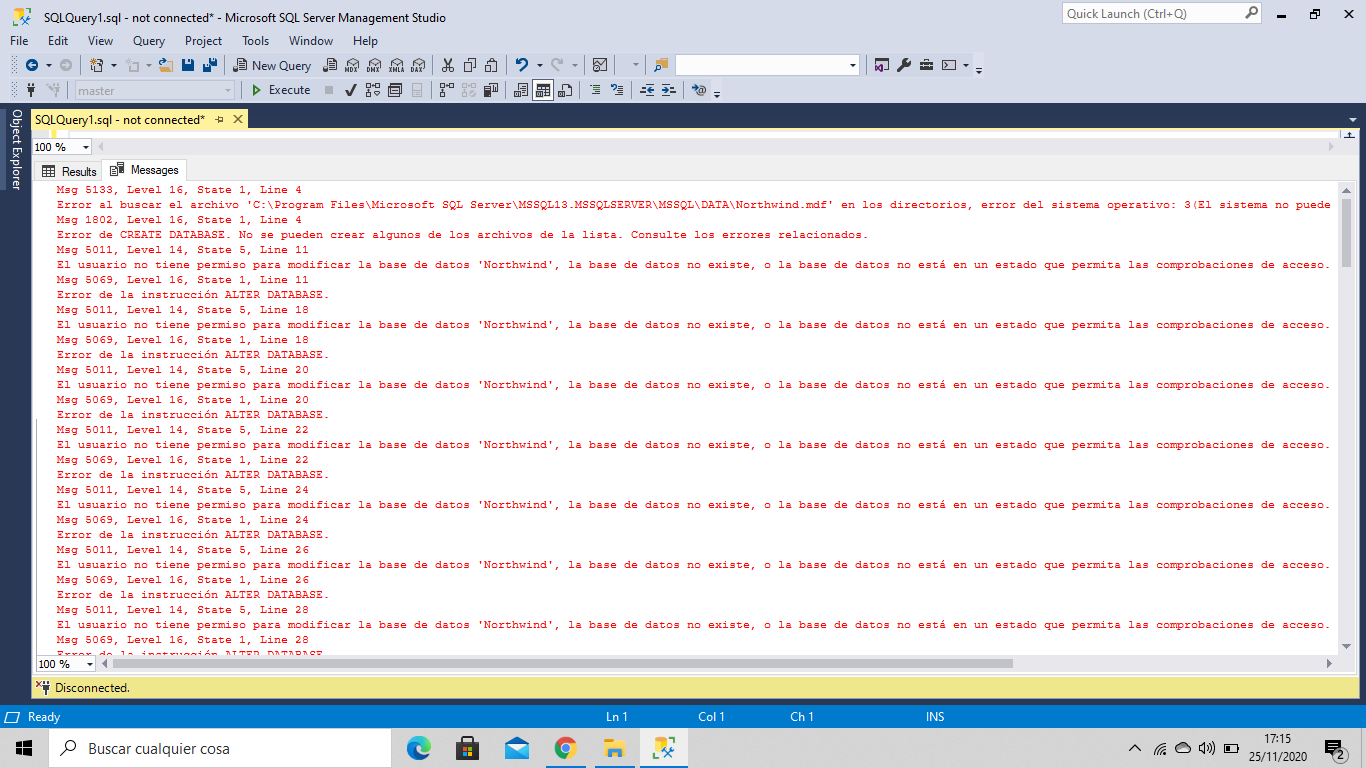 SQLQuery1.sql - not connected* - Microsoft SQL Server Management Studio
Quick Launch (Ctrl+Q)
File Edit View Query Project Tools Window Help
New Query MDX DMX XMLA DAX
master Execute
Object Explorer
SQLQuery1.sql - not connected*
100 %
Results Messages
Msg 5133, Level 16, State 1, Line 4
Error al buscar el archivo 'C:\Program Files\Microsoft SQL Server\MSSQL13.MSSQLSERVER\MSSQL\DATA\Northwind.mdf' en los directorios, error del sistema operativo: 3(El sistema no puede
Msg 1802, Level 16, State 1, Line 4
Error de CREATE DATABASE. No se pueden crear algunos de los archivos de la lista. Consulte los errores relacionados.
Msg 5011, Level 14, State 5, Line 11
El usuario no tiene permiso para modificar la base de datos 'Northwind', la base de datos no existe, o la base de datos no está en un estado que permita las comprobaciones de acceso.
Msg 5069, Level 16, State 1, Line 11
Error de la instrucción ALTER DATABASE.
Msg 5011, Level 14, State 5, Line 18
El usuario no tiene permiso para modificar la base de datos 'Northwind', la base de datos no existe, o la base de datos no está en un estado que permita las comprobaciones de acceso.
Msg 5069, Level 16, State 1, Line 18
Error de la instrucción ALTER DATABASE.
Msg 5011, Level 14, State 5, Line 20
El usuario no tiene permiso para modificar la base de datos 'Northwind', la base de datos no existe, o la base de datos no está en un estado que permita las comprobaciones de acceso.
Msg 5069, Level 16, State 1, Line 20
Error de la instrucción ALTER DATABASE.
Msg 5011, Level 14, State 5, Line 22
El usuario no tiene permiso para modificar la base de datos 'Northwind', la base de datos no existe, o la base de datos no está en un estado que permita las comprobaciones de acceso.
Msg 5069, Level 16, State 1, Line 22
Error de la instrucción ALTER DATABASE.
Msg 5011, Level 14, State 5, Line 24
El usuario no tiene permiso para modificar la base de datos 'Northwind', la base de datos no existe, o la base de datos no está en un estado que permita las comprobaciones de acceso.
Msg 5069, Level 16, State 1, Line 24
Error de la instrucción ALTER DATABASE.
Msg 5011, Level 14, State 5, Line 26
El usuario no tiene permiso para modificar la base de datos 'Northwind', la base de datos no existe, o la base de datos no está en un estado que permita las comprobaciones de acceso.
Msg 5069, Level 16, State 1, Line 26
Error de la instrucción ALTER DATABASE.
Msg 5011, Level 14, State 5, Line 28
El usuario no tiene permiso para modificar la base de datos 'Northwind', la base de datos no existe, o la base de datos no está en un estado que permita las comprobaciones de acceso.
Msg 5069, Level 16, State 1, Line 28
Error de la instrucción ALTER DATABASE
100 %
Disconnected.
Ready Ln 1 Col 1 Ch 1 INS
Buscar cualquier cosa
17:15
25/11/2020
2